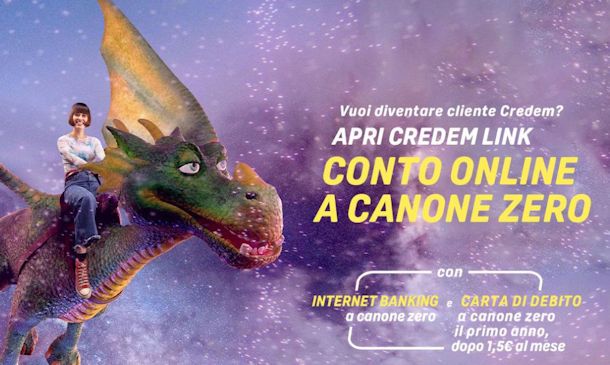 Vuoi diventare cliente Credem?
APRI CREDEM LINK
CONTO ONLINE
A CANONE ZERO
con
INTERNET BANKING e CARTA DI DEBITO
a canone zero a canone zero
il primo anno,
dopo 1,5€ al mese